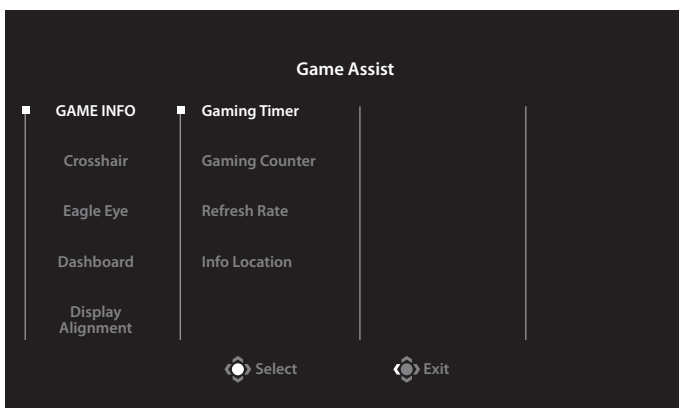 Game Assist
GAME INFO
Crosshair
Eagle Eye
Dashboard
Display
Alignment
Gaming Timer
Gaming Counter
Refresh Rate
Info Location
Select
Exit